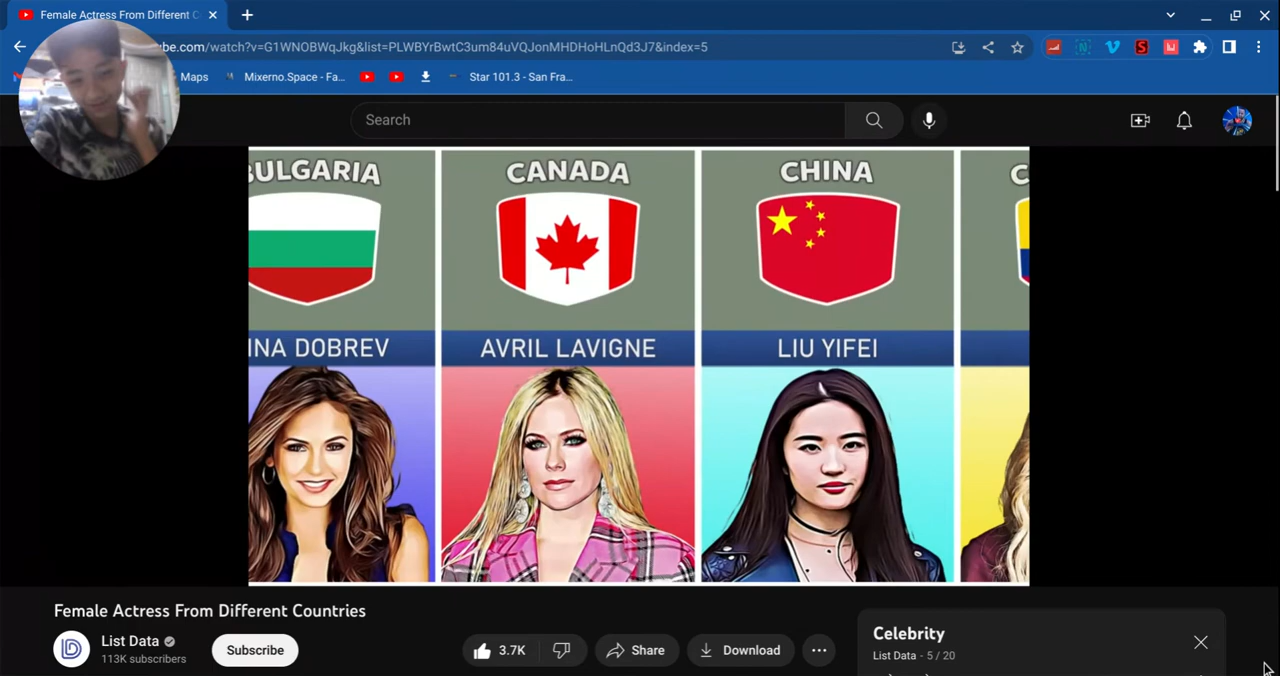 Female Actress From Different C
be.com/watch?v=G1WNOBWqJkg&list=PLWBYrBwtC3um84uVQJonMHDHoHLnQd3J7&index=5
Maps
Mixerno.Space - Fa...
Star 101.3 - San Fra...
Search
BULGARIA
CANADA
CHINA
C
INA DOBREV
AVRIL LAVIGNE
LIU YIFEI
Female Actress From Different Countries
List Data
113K subscribers
Subscribe
3.7K
Share
Download
Celebrity
List Data - 5 / 20